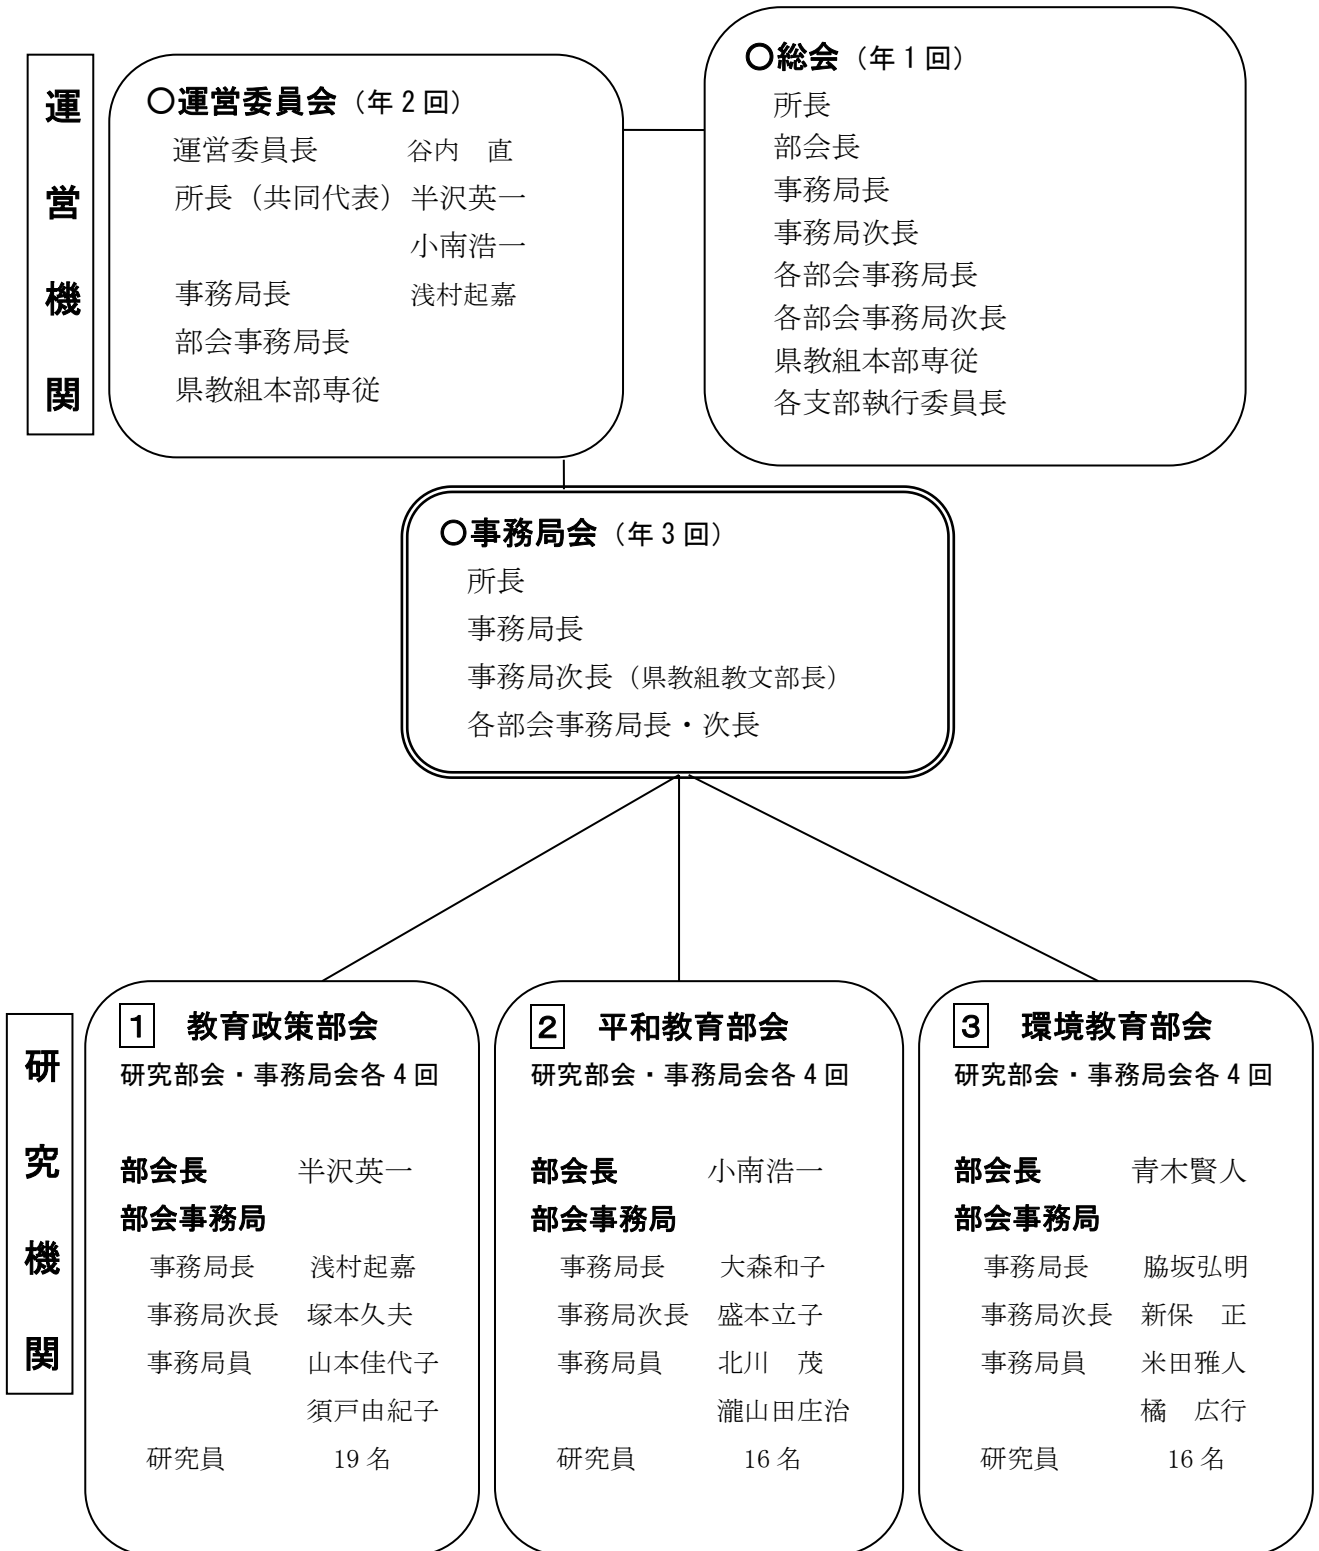 運営機関
〇運営委員会（年2回）
運営委員長 谷内 直
所長（共同代表）半沢英一
小南浩一
事務局長 浅村起嘉
部会事務局長
県教組本部専従
〇総会（年1回）
所長
部会長
事務局長
事務局次長
各部会事務局長
各部会事務局次長
県教組本部専従
各支部執行委員長
〇事務局会（年3回）
所長
事務局長
事務局次長（県教組教文部長）
各部会事務局長・次長
研究機関
1 教育政策部会
研究部会・事務局会各4回
部会長 半沢英一
部会事務局
事務局長 浅村起嘉
事務局次長 塚本久夫
事務局員 山本佳代子
須戸由紀子
研究員 19名
2 平和教育部会
研究部会・事務局会各4回
部会長 小南浩一
部会事務局
事務局長 大森和子
事務局次長 盛本立子
事務局員 北川 茂
瀧山田庄治
研究員 16名
3 環境教育部会
研究部会・事務局会各4回
部会長 青木賢人
部会事務局
事務局長 脇坂弘明
事務局次長 新保 正
事務局員 米田雅人
橘 広行
研究員 16名